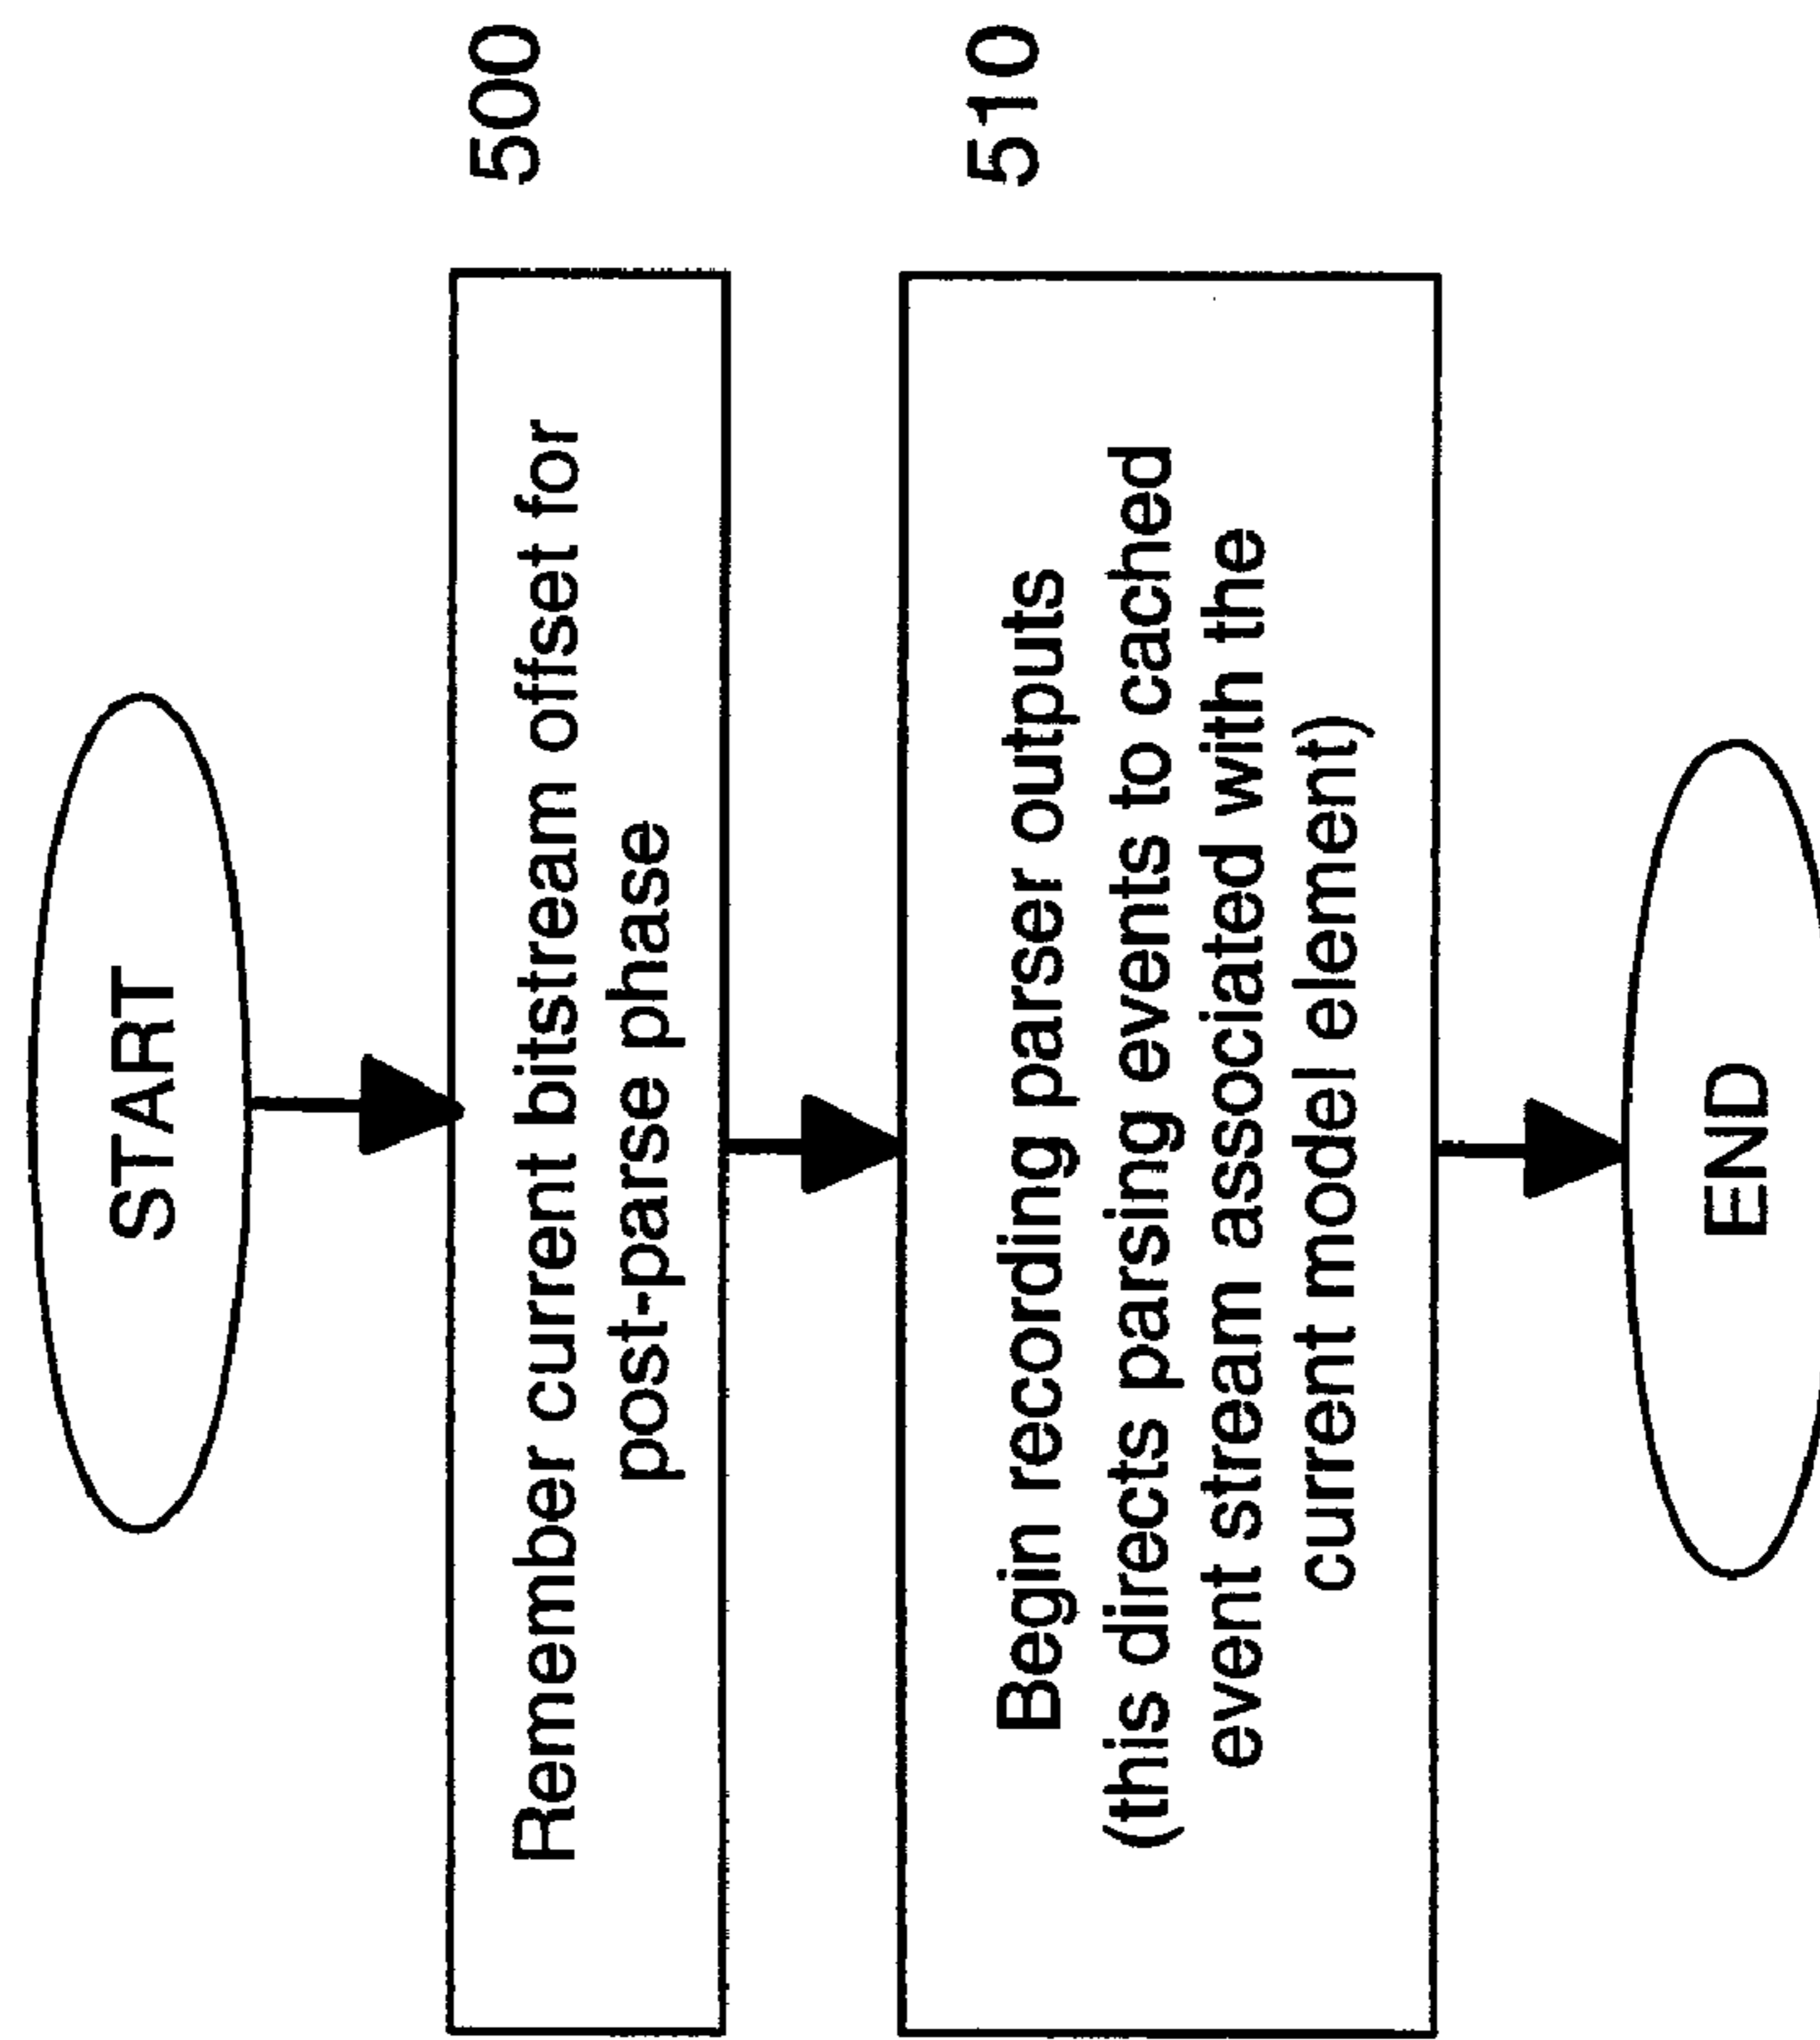 START
Remember current bitstream offset for
post-parse phase
500
Begin recording parser outputs
(this directs parsing events to cached
event stream associated with the
current model element)
510
END